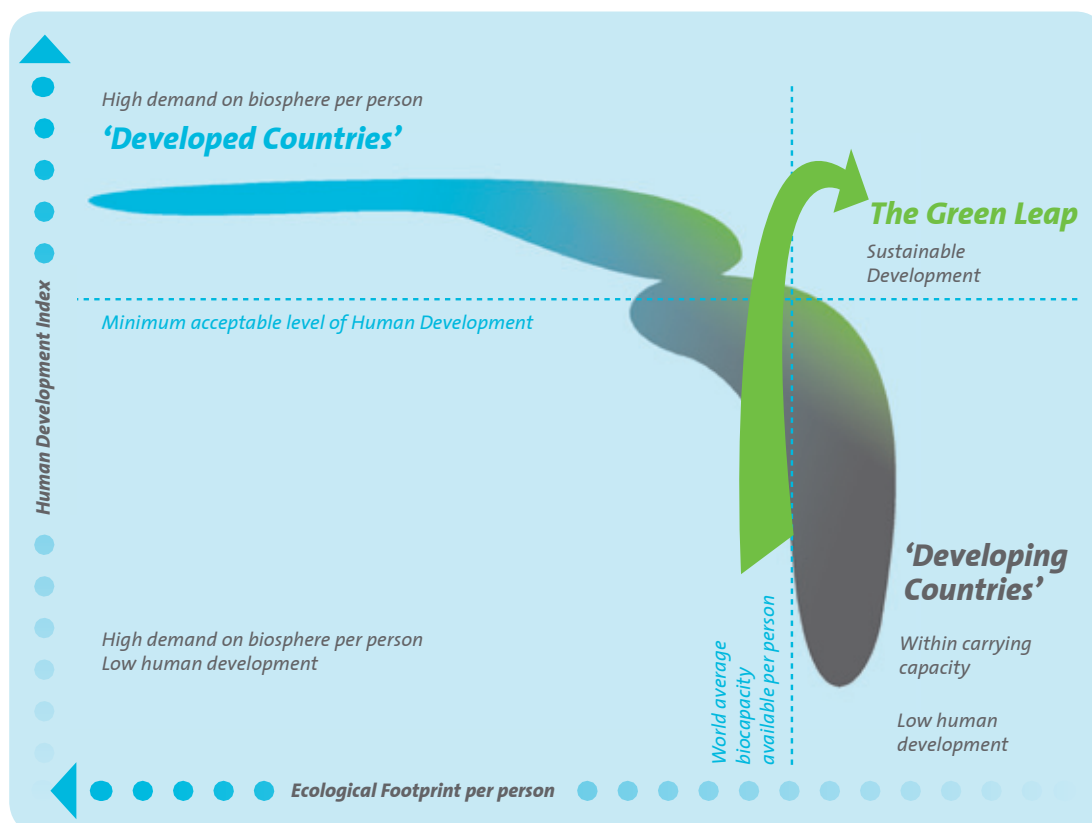 High demand on biosphere per person
‘Developed Countries’
The Green Leap
Sustainable
Development
Minimum acceptable level of Human Development
Human Development Index
‘Developing
Countries’
Within carrying
capacity
Low human
development
High demand on biosphere per person
Low human development
World average
biocapacity
available per person
Ecological Footprint per person